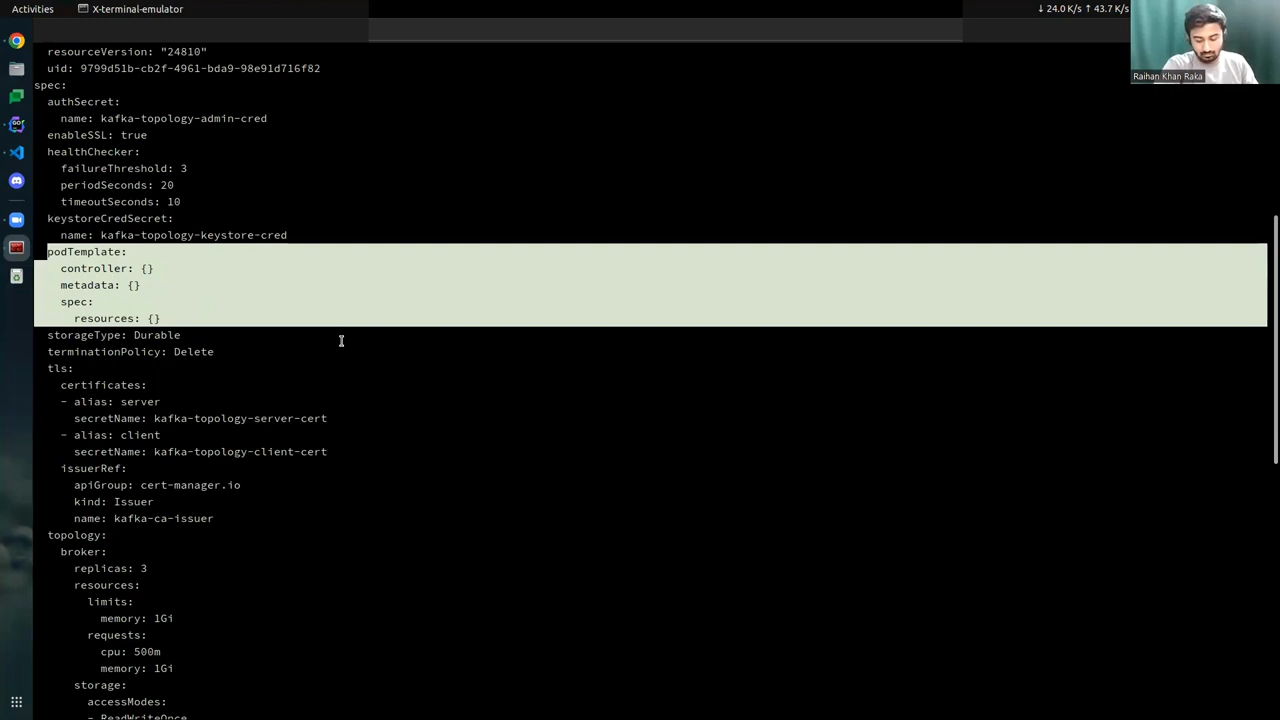 Activities
X-terminal-emulator
↓ 24.0 K/s ↑ 43.7 K/s
Raihan Khan Raka
resourceVersion: "24810"
uid: 9799d51b-cb2f-4961-bda9-98e91d716f82
spec:
authSecret:
name: kafka-topology-admin-cred
enableSSL: true
healthChecker:
failureThreshold: 3
periodSeconds: 20
timeoutSeconds: 10
keystoreCredSecret:
name: kafka-topology-keystore-cred
podTemplate:
controller: {}
metadata: {}
spec:
resources: {}
storageType: Durable
terminationPolicy: Delete
tls:
certificates:
- alias: server
secretName: kafka-topology-server-cert
- alias: client
secretName: kafka-topology-client-cert
issuerRef:
apiGroup: cert-manager.io
kind: Issuer
name: kafka-ca-issuer
topology:
broker:
replicas: 3
resources:
limits:
memory: 1Gi
requests:
cpu: 500m
memory: 1Gi
storage:
accessModes:
- ReadWriteOnce